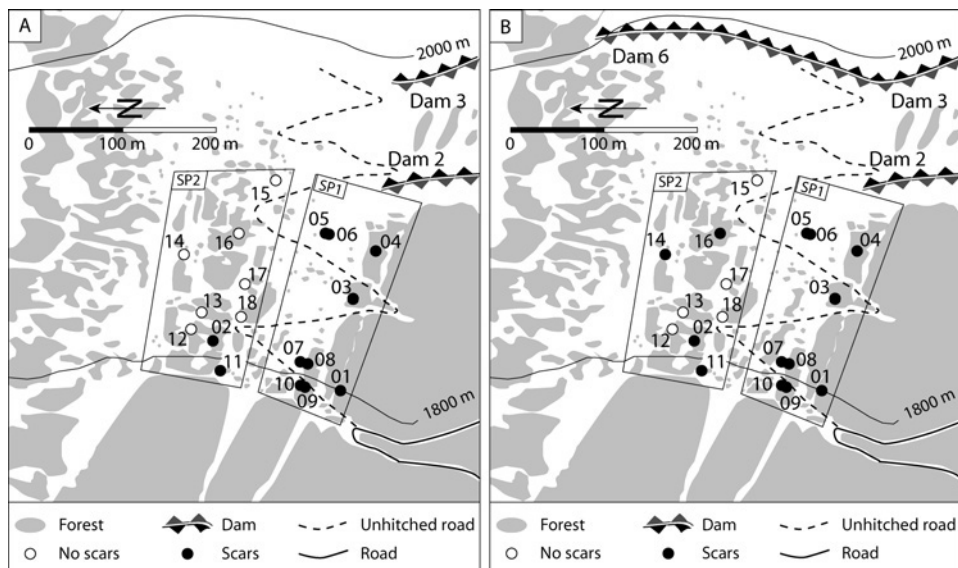 A
2000 m
Dam 3
N
0
100 m
200 m
Dam 2
SP2
SP1
15
05
06
16
14
04
17
03
13
18
12
02
07
08
11
10
01
09
1800 m
Forest
Dam
Unhitched road
No scars
Scars
Road
B
Dam 6
2000 m
Dam 3
N
0
100 m
200 m
Dam 2
SP2
SP1
15
05
06
16
14
04
17
03
13
18
12
02
07
08
11
10
01
09
1800 m
Forest
Dam
Unhitched road
No scars
Scars
Road